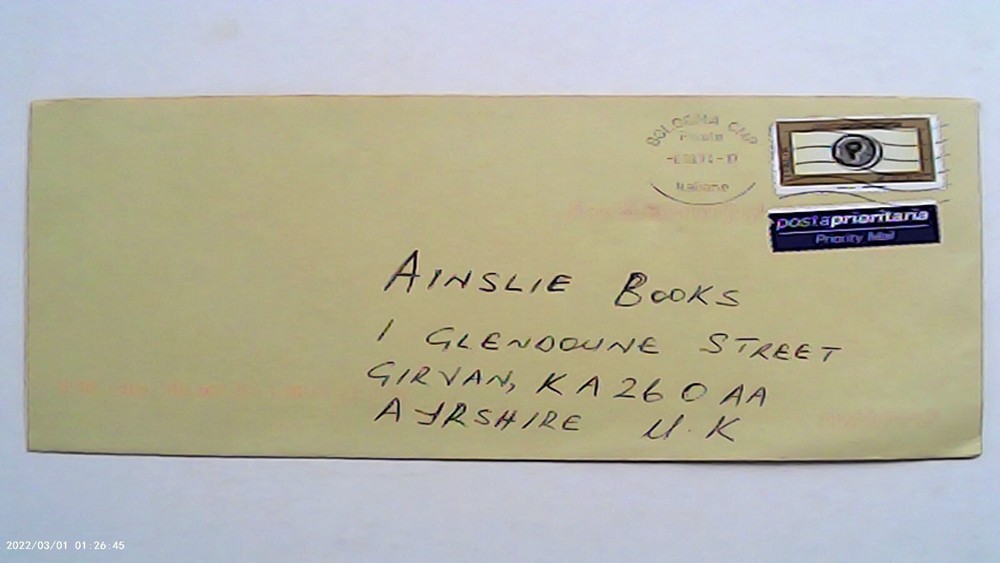 BOLOGNA CMP
Poste
Italiane
P
postaprioritaria
Priority Mail
AINSLIE BOOKS
1 GLENDOUNE STREET
GIRVAN, KA26 0AA
AYRSHIRE U.K
2022/03/01 01:26:45